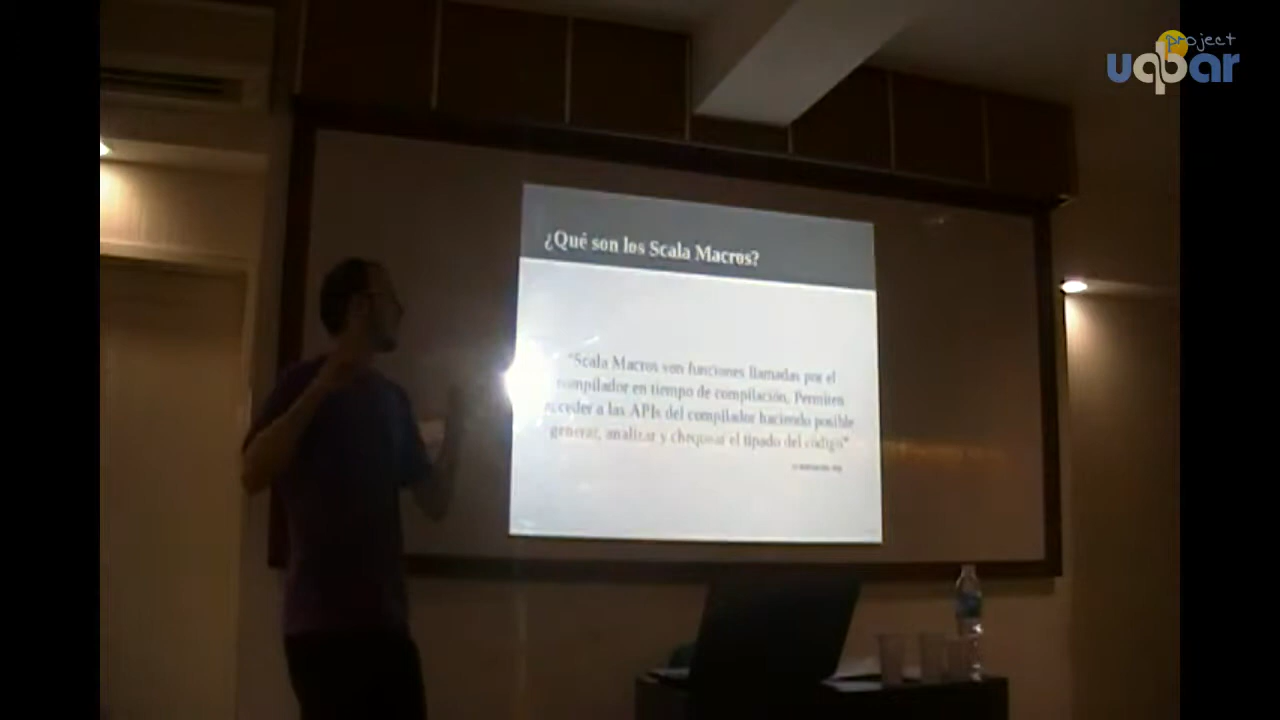 project
uqbar
¿Qué son los Scala Macros?
"Scala Macros son funciones llamadas por el
compilador en tiempo de compilación. Permiten
acceder a las APIs del compilador haciendo posible
generar, analizar y chequear el tipado del código"